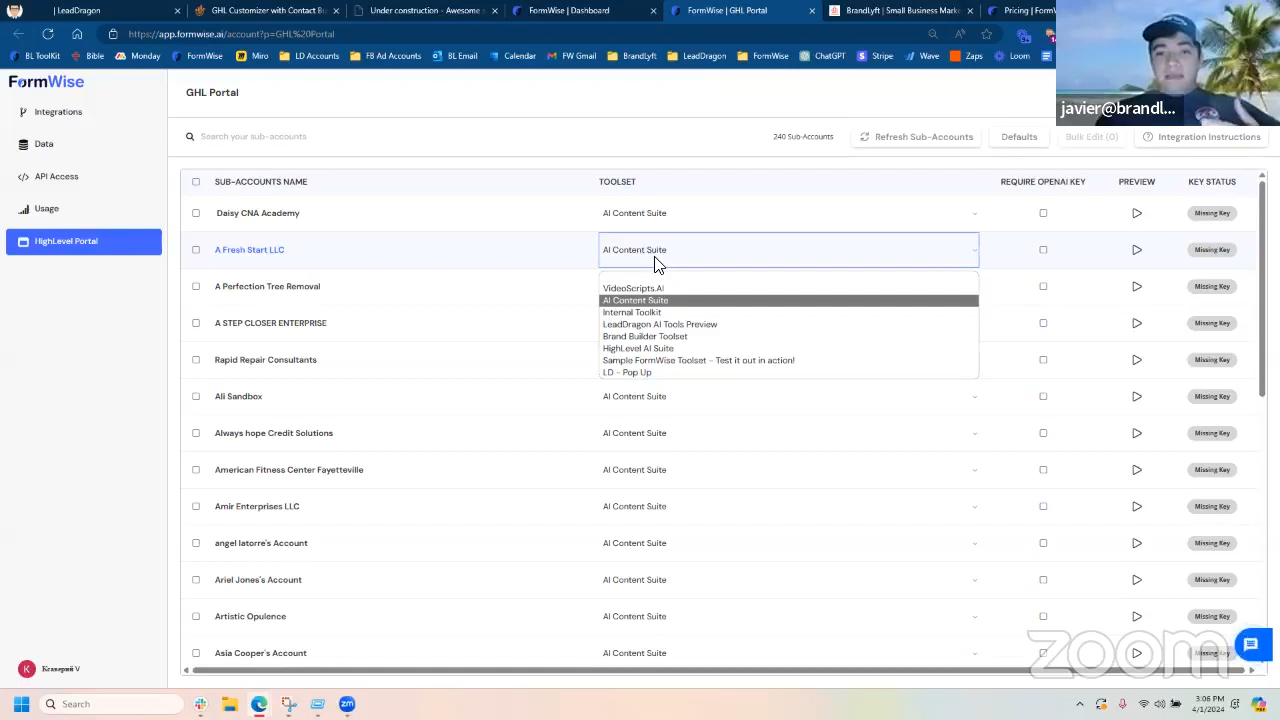 LeadDragon
GHL Suite with Contact But
Under construction - Awesome
FormWise | Dashboard
FormWise | GHL Portal
BrandLyft | Small Business Mark
Pricing | FormW
https://app.formwise.ai/account?p=GHL%20Portal
BL ToolKit
Bible
Monday
FormWise
Miro
LD Accounts
FB Ad Accounts
BL Email
Calendar
FW Gmail
BrandLyft
LeadDragon
FormWise
ChatGPT
Stripe
Wave
Zaps
Loom
javier@brandl...
FormWise
Integrations
Data
API Access
Usage
HighLevel Portal
GHL Portal
Search your sub-accounts
240 Sub-Accounts
Refresh Sub-Accounts
Defaults
Bulk Edit (0)
Integration Instructions
SUB-ACCOUNTS NAME TOOLSET REQUIRE OPENAI KEY PREVIEW KEY STATUS
Daisy CNA Academy AI Content Suite Missing Key
A Fresh Start LLC AI Content Suite Missing Key
A Perfection Tree Removal Missing Key
VideoScripts.AI
AI Content Suite
Internal Toolkit
LeadDragon AI Tools Preview
Brand Builder Toolset
HighLevel AI Suite
Sample FormWise Toolset - Test it out in action!
LD - Pop Up
A STEP CLOSER ENTERPRISE Missing Key
Rapid Repair Consultants Missing Key
Ali Sandbox AI Content Suite Missing Key
Always hope Credit Solutions AI Content Suite Missing Key
American Fitness Center Fayetteville AI Content Suite Missing Key
Amir Enterprises LLC AI Content Suite Missing Key
angel latorre's Account AI Content Suite Missing Key
Ariel Jones's Account AI Content Suite Missing Key
Artistic Opulence AI Content Suite Missing Key
Asia Cooper's Account AI Content Suite Missing Key
zoom
K
Ксаверий V
Search
zm
3:06 PM
4/1/2024